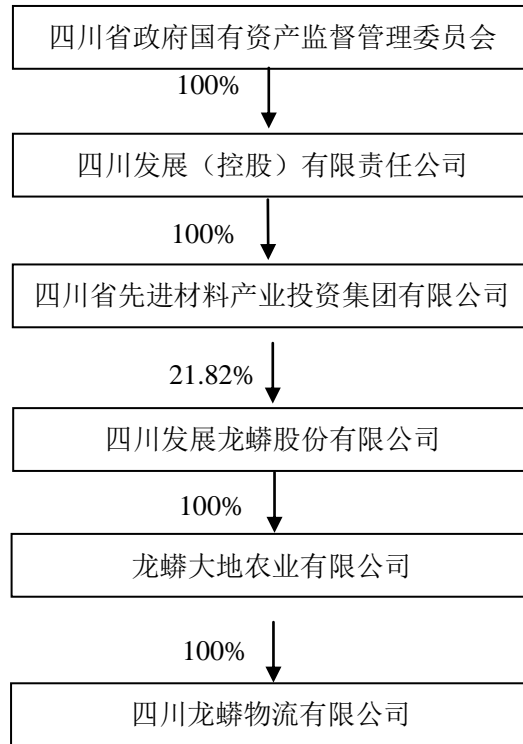 四川省政府国有资产监督管理委员会
100%
四川发展（控股）有限责任公司
100%
四川省先进材料产业投资集团有限公司
21.82%
四川发展龙蟒股份有限公司
100%
龙蟒大地农业有限公司
100%
四川龙蟒物流有限公司